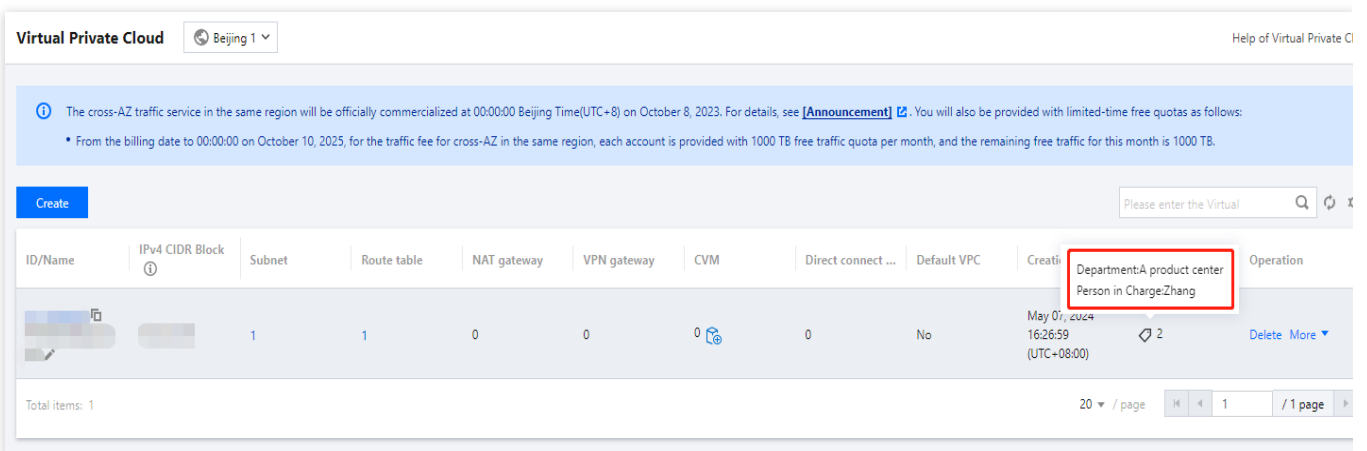 Virtual Private Cloud
Beijing 1
Help of Virtual Private Cl
The cross-AZ traffic service in the same region will be officially commercialized at 00:00:00 Beijing Time(UTC+8) on October 8, 2023. For details, see [Announcement] . You will also be provided with limited-time free quotas as follows:
• From the billing date to 00:00:00 on October 10, 2025, for the traffic fee for cross-AZ in the same region, each account is provided with 1000 TB free traffic quota per month, and the remaining free traffic for this month is 1000 TB.
Create
Please enter the Virtual
ID/Name
IPv4 CIDR Block
Subnet
Route table
NAT gateway
VPN gateway
CVM
Direct connect ...
Default VPC
Creati
Department:A product center
Person in Charge:Zhang
Operation
1
1
0
0
0
0
No
May 07, 2024
16:26:59
(UTC+08:00)
2
Delete More
Total items: 1
20 / page
1
/ 1 page